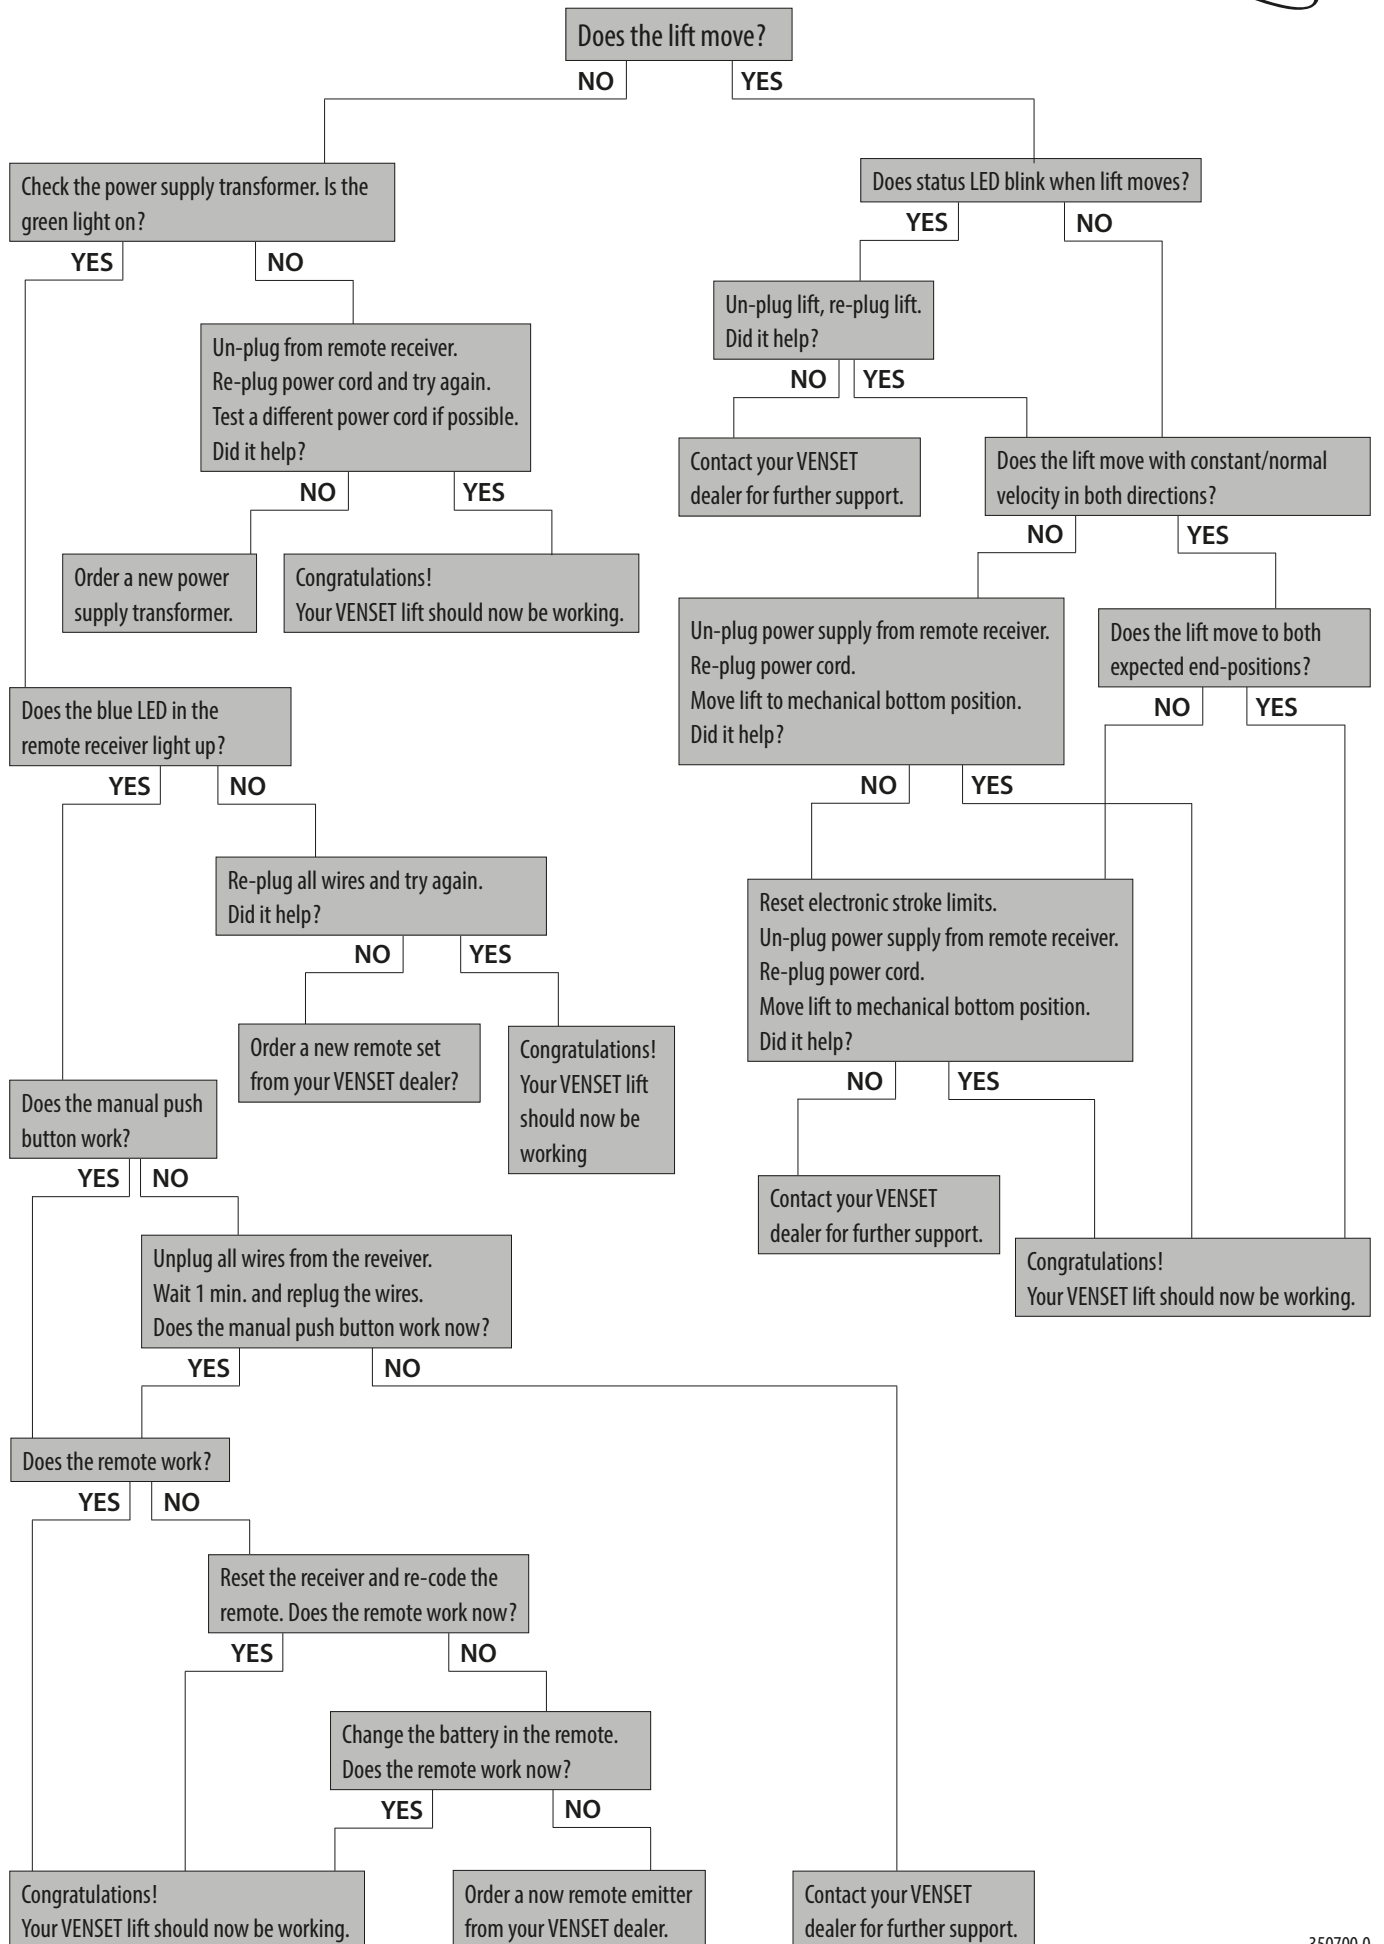 Does the lift move?
NO
YES
Check the power supply transformer. Is the
green light on?
Does status LED blink when lift moves?
YES
NO
YES
NO
Un-plug lift, re-plug lift.
Did it help?
Un-plug from remote receiver.
Re-plug power cord and try again.
Test a different power cord if possible.
Did it help?
NO
YES
Contact your VENSET
dealer for further support.
Does the lift move with constant/normal
velocity in both directions?
NO
YES
NO
YES
Order a new power
supply transformer.
Congratulations!
Your VENSET lift should now be working.
Un-plug power supply from remote receiver.
Re-plug power cord.
Move lift to mechanical bottom position.
Did it help?
Does the lift move to both
expected end-positions?
NO
YES
Does the blue LED in the
remote receiver light up?
YES
NO
NO
YES
Re-plug all wires and try again.
Did it help?
NO
YES
Reset electronic stroke limits.
Un-plug power supply from remote receiver.
Re-plug power cord.
Move lift to mechanical bottom position.
Did it help?
NO
YES
Order a new remote set
from your VENSET dealer?
Congratulations!
Your VENSET lift
should now be
working
Does the manual push
button work?
YES
NO
Contact your VENSET
dealer for further support.
Congratulations!
Your VENSET lift should now be working.
Unplug all wires from the reveiver.
Wait 1 min. and replug the wires.
Does the manual push button work now?
YES
NO
Does the remote work?
YES
NO
Reset the receiver and re-code the
remote. Does the remote work now?
YES
NO
Change the battery in the remote.
Does the remote work now?
YES
NO
Congratulations!
Your VENSET lift should now be working.
Order a now remote emitter
from your VENSET dealer.
Contact your VENSET
dealer for further support.